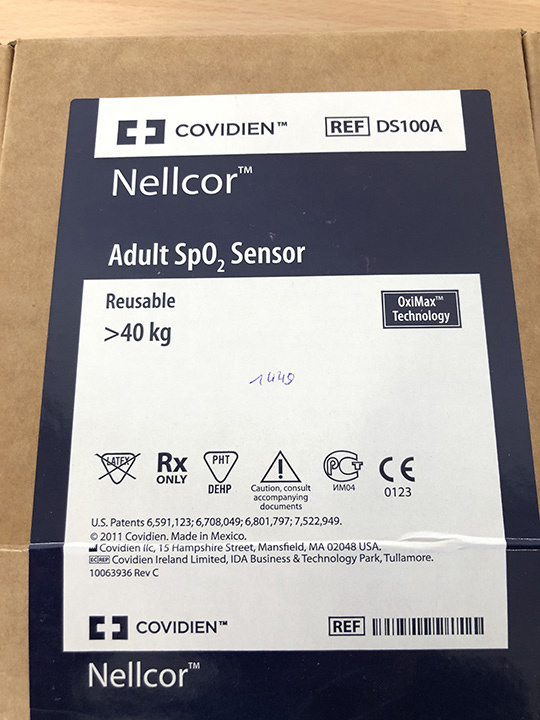 COVIDIEN™
REF DS100A
Nellcor™
Adult SpO₂ Sensor
Reusable
>40 kg
OxiMax™
Technology
1449
LATEX
Rx
ONLY
PHT
DEHP
Caution, consult
accompanying
documents
РСТ
ИМ04
CE
0123
U.S. Patents 6,591,123; 6,708,049; 6,801,797; 7,522,949.
© 2011 Covidien. Made in Mexico.
Covidien llc, 15 Hampshire Street, Mansfield, MA 02048 USA.
EC REP Covidien Ireland Limited, IDA Business & Technology Park, Tullamore.
10063936 Rev C
COVIDIEN™
REF
Nellcor™